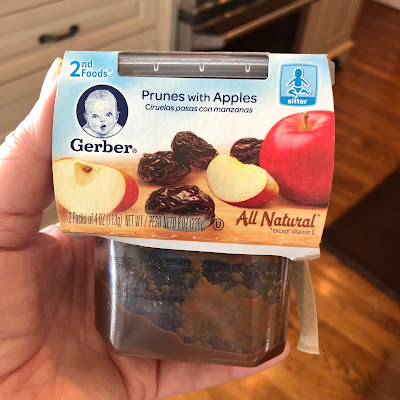 2nd Foods®
Gerber®
Prunes with Apples
Ciruelas pasas con manzanas
sitter
2 Packs of 4 OZ (113g) NET WT / PESO NETO 8 OZ (226g) U
All Natural*
*except Vitamin C